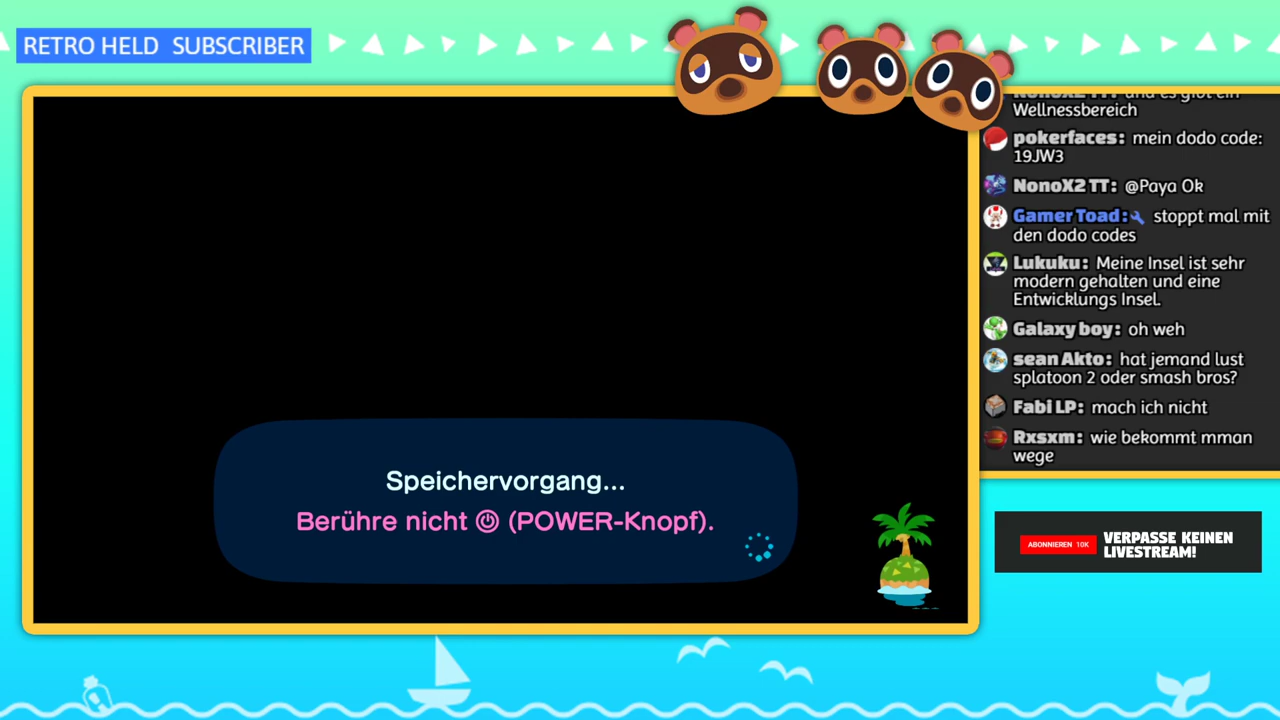 RETRO HELD SUBSCRIBER
NonoX2 TT: und es gibt ein
Wellnessbereich
pokerfaces: mein dodo code:
19JW3
NonoX2 TT: @Paya Ok
Gamer Toad: stoppt mal mit
den dodo codes
Lukuku: Meine Insel ist sehr
modern gehalten und eine
Entwicklungs Insel.
Galaxy boy: oh weh
sean Akto: hat jemand lust
splatoon 2 oder smash bros?
Fabi LP: mach ich nicht
Rxsxm: wie bekommt mman
wege
Speichervorgang...
Berühre nicht (POWER-Knopf).
ABONNIEREN 10K
VERPASSE KEINEN
LIVESTREAM!